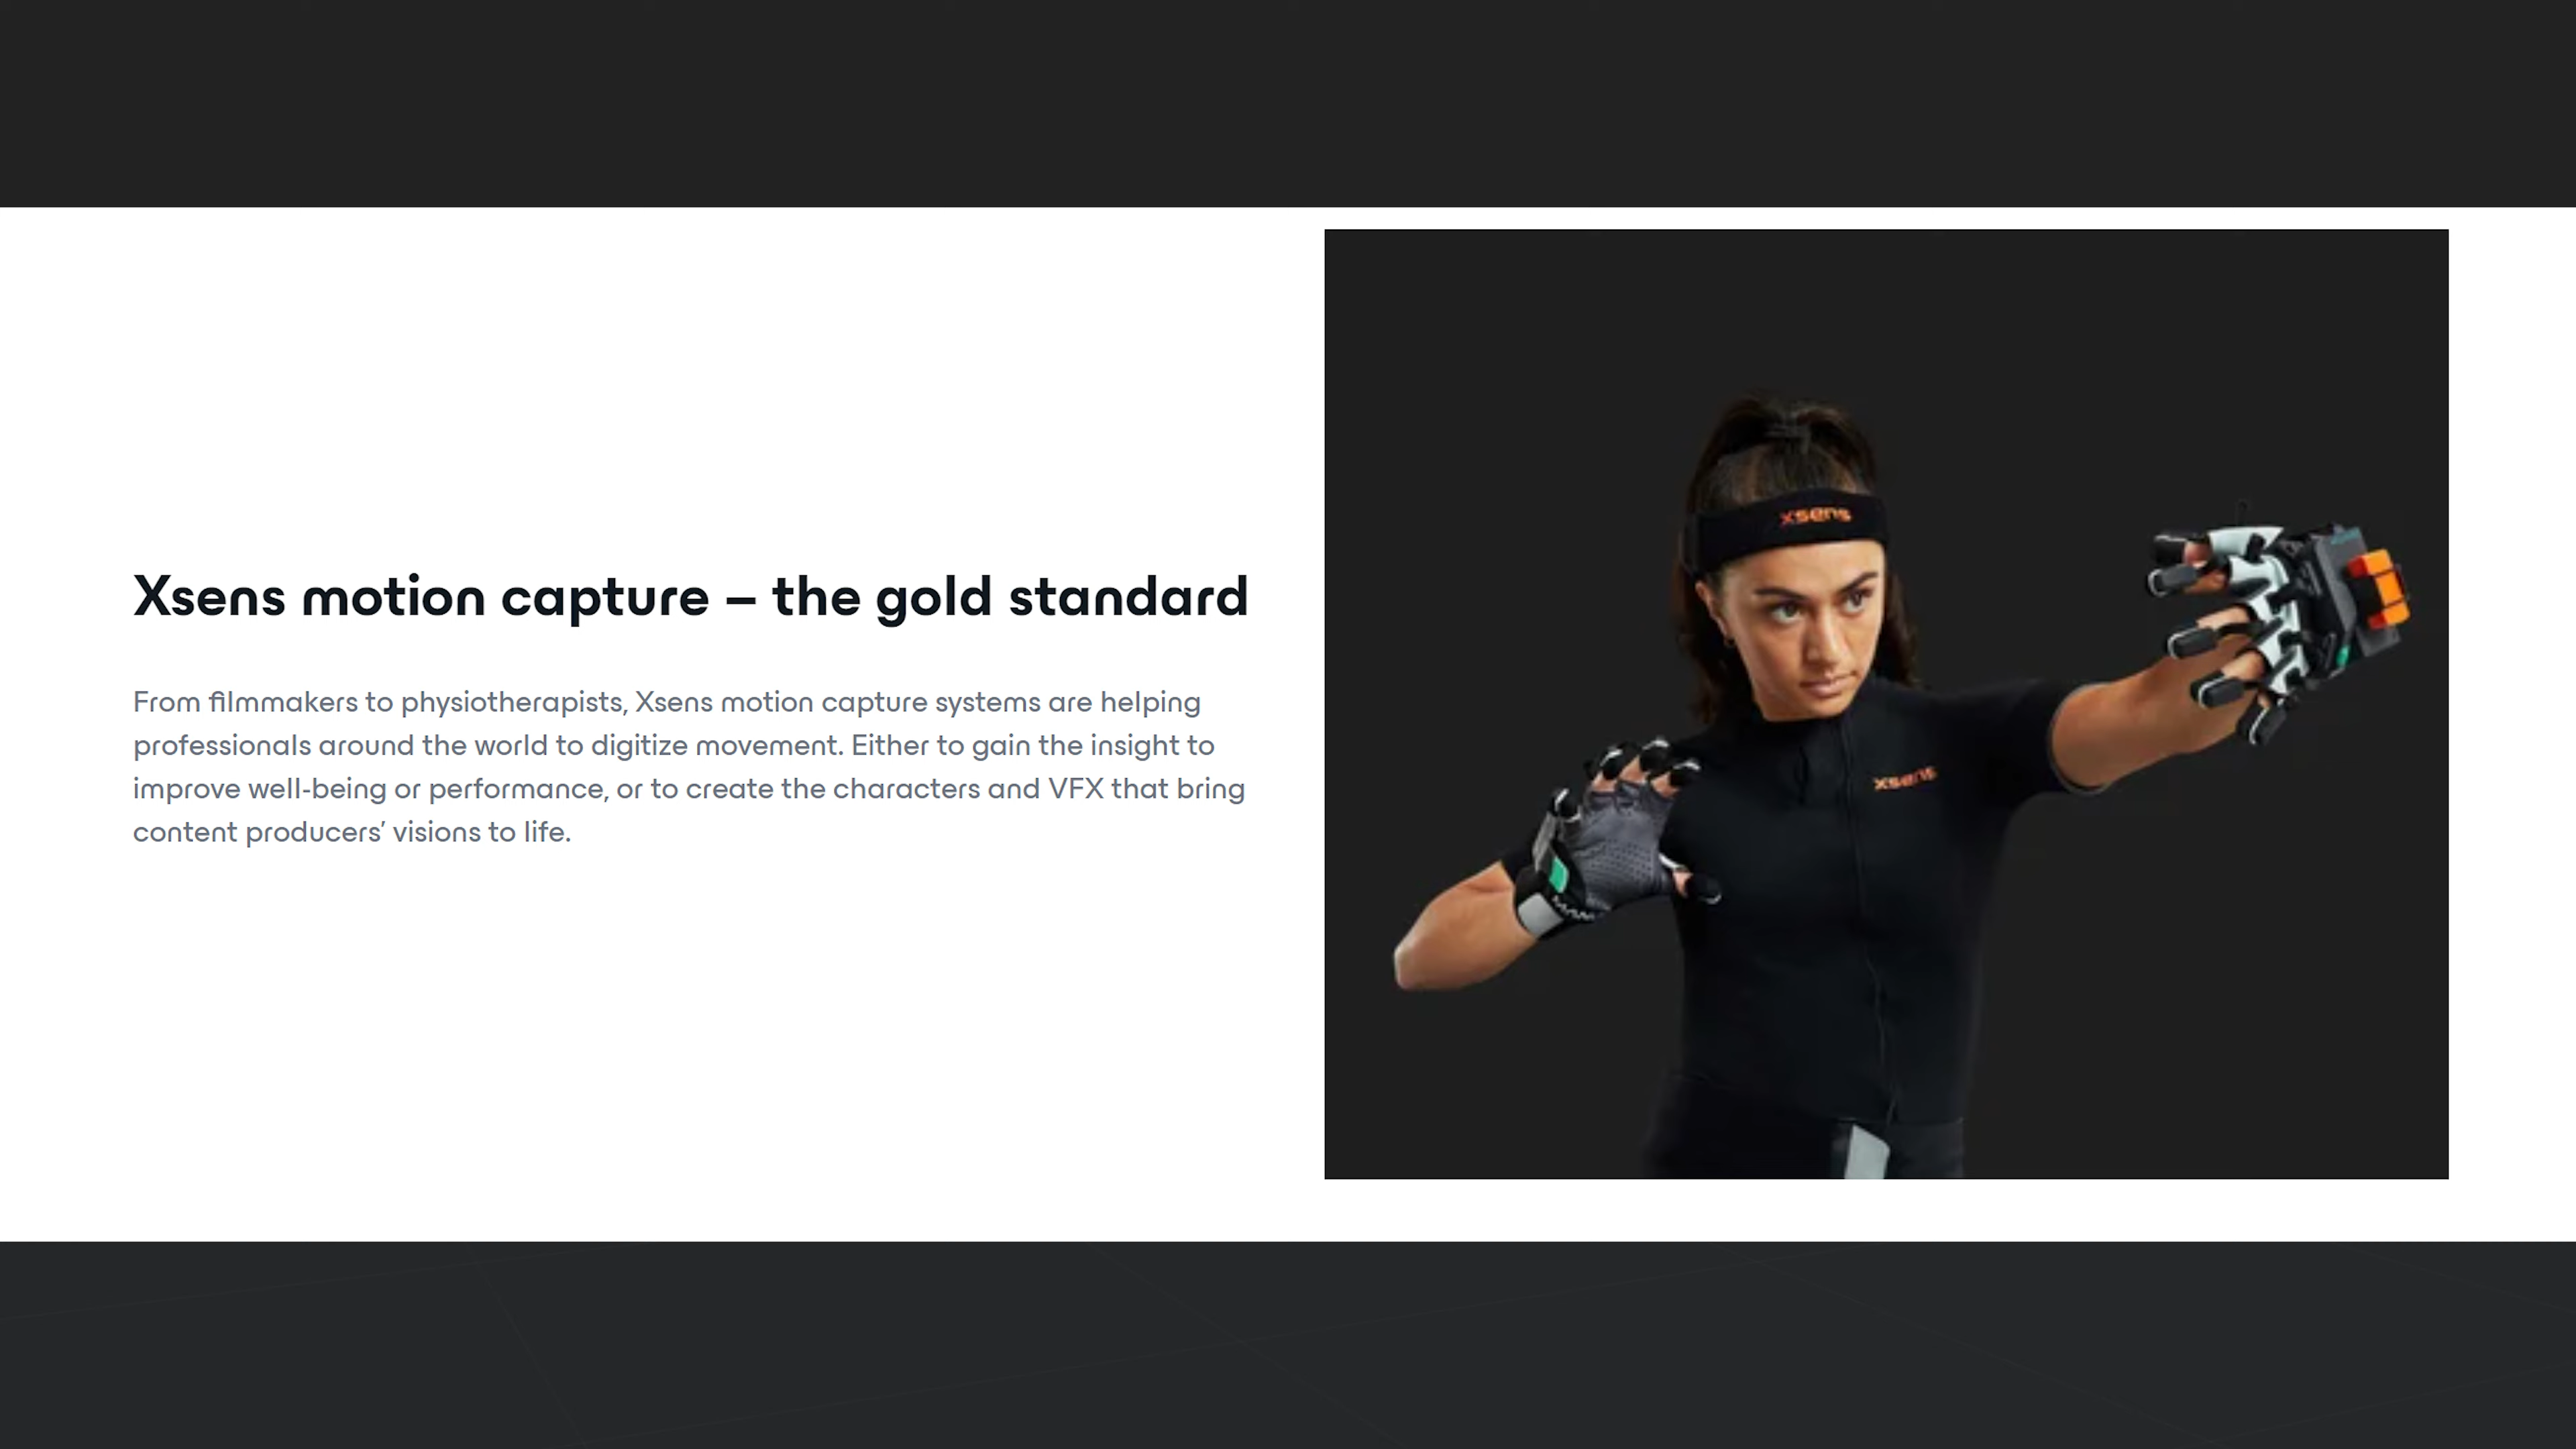 Xsens motion capture – the gold standard
From filmmakers to physiotherapists, Xsens motion capture systems are helping
professionals around the world to digitize movement. Either to gain the insight to
improve well-being or performance, or to create the characters and VFX that bring
content producers’ visions to life.
xsens
xsens